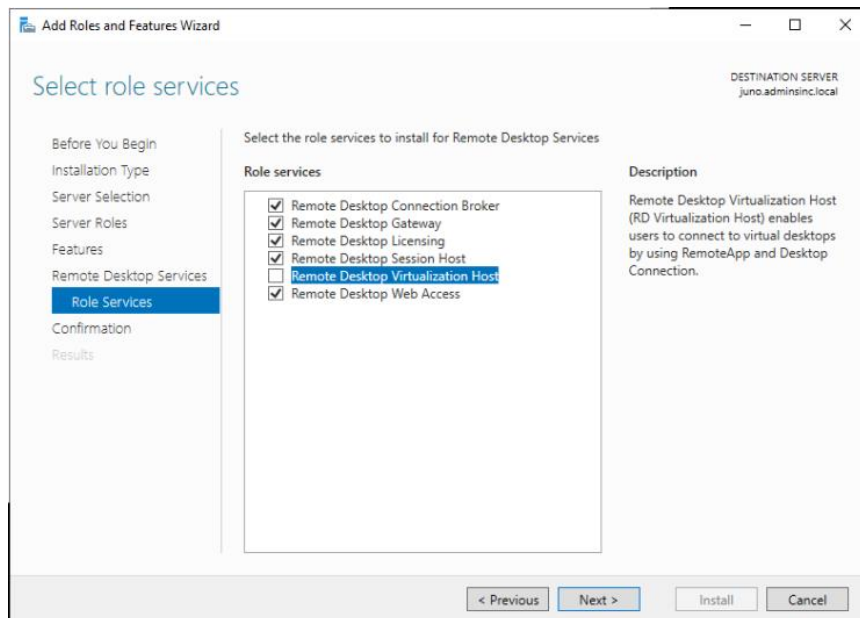 Add Roles and Features Wizard
Select role services
DESTINATION SERVER
juno.adminsinc.local
Before You Begin
Installation Type
Server Selection
Server Roles
Features
Remote Desktop Services
Role Services
Confirmation
Results
Select the role services to install for Remote Desktop Services
Role services
Remote Desktop Connection Broker
Remote Desktop Gateway
Remote Desktop Licensing
Remote Desktop Session Host
Remote Desktop Virtualization Host
Remote Desktop Web Access
Description
Remote Desktop Virtualization Host
(RD Virtualization Host) enables
users to connect to virtual desktops
by using RemoteApp and Desktop
Connection.
< Previous
Next >
Install
Cancel